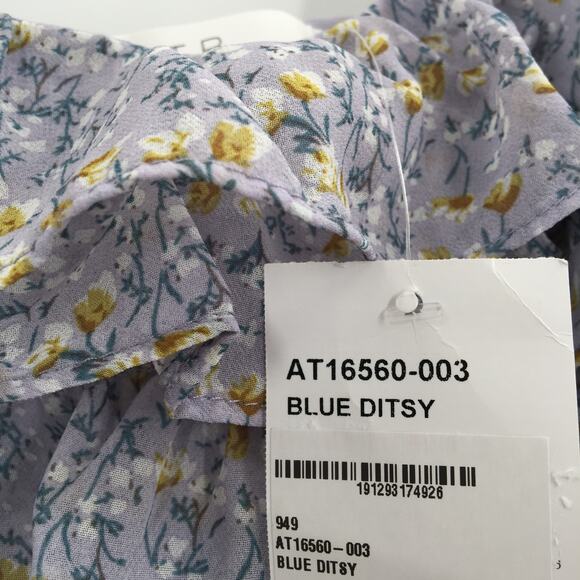 AT16560-003
BLUE DITSY
191293174926
949
AT16560-003
BLUE DITSY